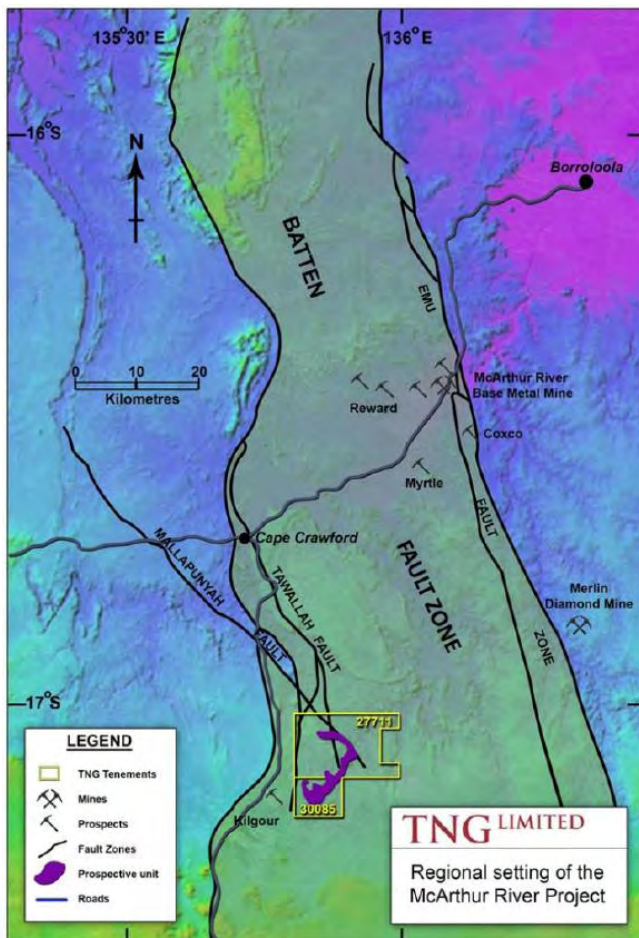 135°30' E
136°E
16°S
N
Borroloola
BATTEN
EMU
0 10 20
Kilometres
McArthur River
Base Metal Mine
Reward
Coxco
Myrtle
FAULT
Cape Crawford
MALLAPUNYAH
FAULT
TAWALLAH
FAULT
FAULT ZONE
Merlin
Diamond Mine
ZONE
17°S
27711
30085
Kilgour
LEGEND
TNG Tenements
Mines
Prospects
Fault Zones
Prospective unit
Roads
TNG LIMITED
Regional setting of the
McArthur River Project